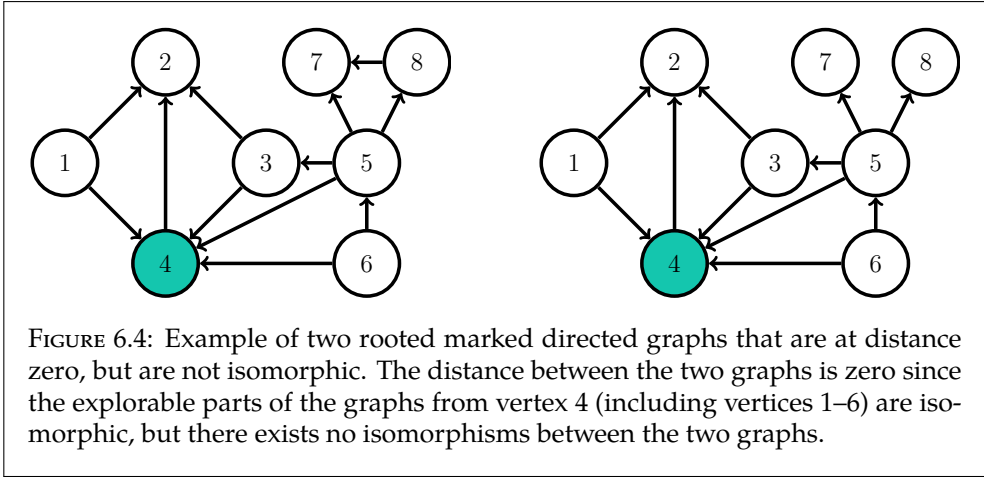 2 7 8 2 7 8
1 3 5 1 3 5
4 6 4 6
FIGURE 6.4: Example of two rooted marked directed graphs that are at distance
zero, but are not isomorphic. The distance between the two graphs is zero since
the explorable parts of the graphs from vertex 4 (including vertices 1–6) are iso-
morphic, but there exists no isomorphisms between the two graphs.